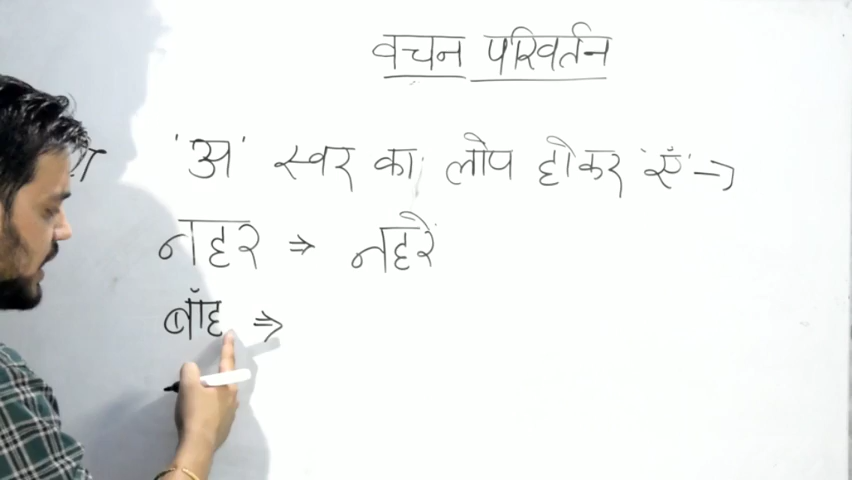 वचन परिवर्तन
'अ' स्वर का लोप होकर 'एँ' →
नहर ⇒ नहरें
बाँह ⇒